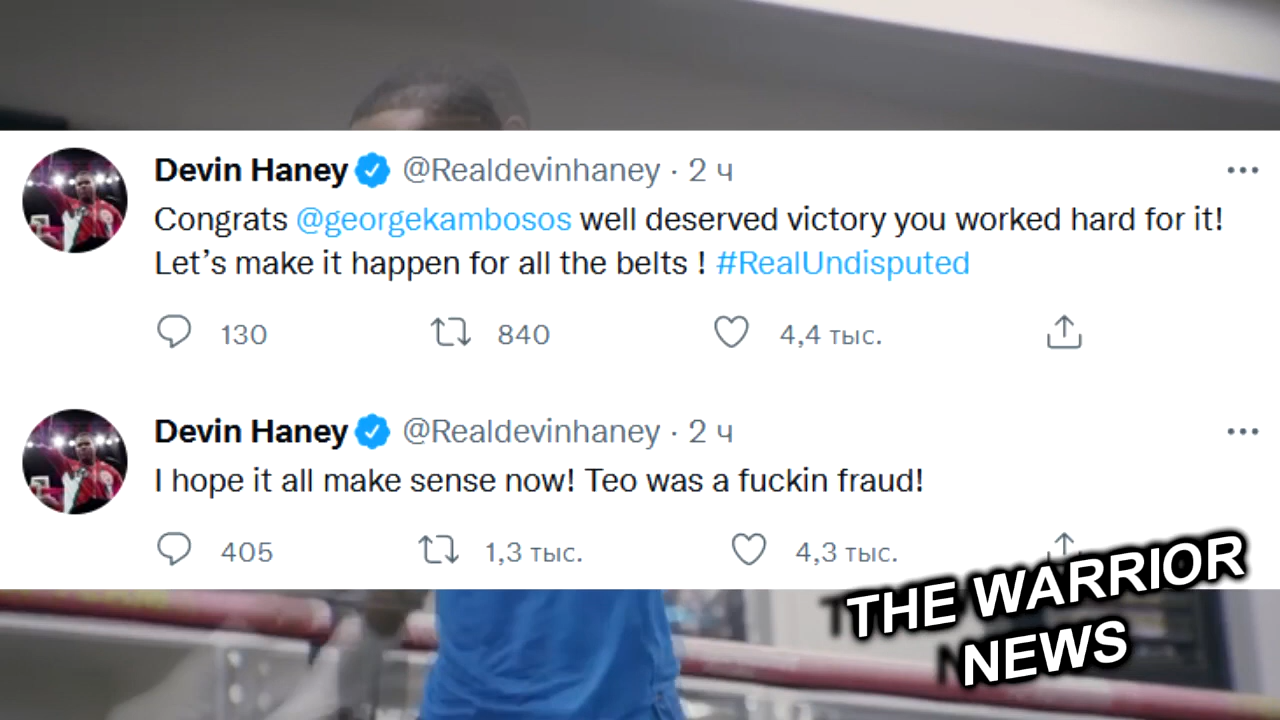 Devin Haney @Realdevinhaney · 2 ч
Congrats @georgekambosos well deserved victory you worked hard for it!
Let’s make it happen for all the belts ! #RealUndisputed
130 840 4,4 тыс.
Devin Haney @Realdevinhaney · 2 ч
I hope it all make sense now! Teo was a fuckin fraud!
405 1,3 тыс. 4,3 тыс.
THE WARRIOR
NEWS